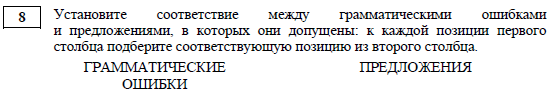 8 Установите соответствие между грамматическими ошибками
и предложениями, в которых они допущены: к каждой позиции первого
столбца подберите соответствующую позицию из второго столбца.
ГРАММАТИЧЕСКИЕ ПРЕДЛОЖЕНИЯ
ОШИБКИ